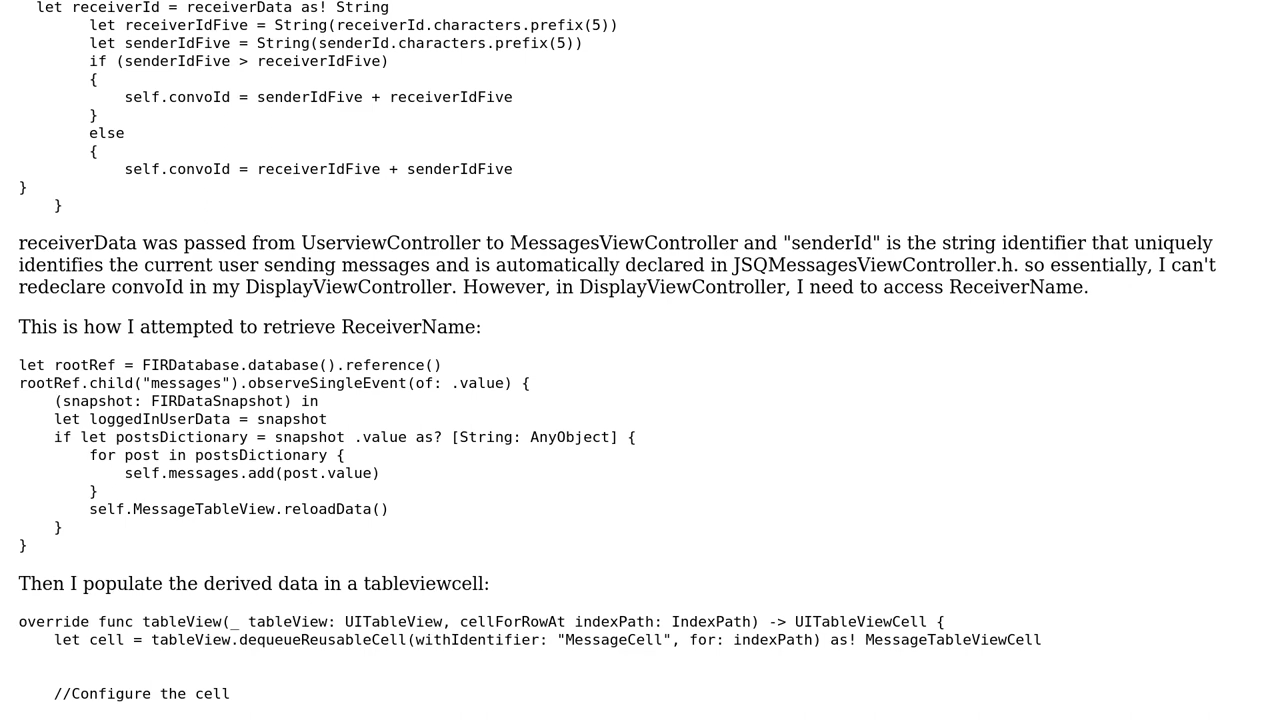 let receiverId = receiverData as! String
let receiverIdFive = String(receiverId.characters.prefix(5))
let senderIdFive = String(senderId.characters.prefix(5))
if (senderIdFive > receiverIdFive)
{
self.convoId = senderIdFive + receiverIdFive
}
else
{
self.convoId = receiverIdFive + senderIdFive
}
}
receiverData was passed from UserviewController to MessagesViewController and "senderId" is the string identifier that uniquely
identifies the current user sending messages and is automatically declared in JSQMessagesViewController.h. so essentially, I can't
redeclare convoId in my DisplayViewController. However, in DisplayViewController, I need to access ReceiverName.
This is how I attempted to retrieve ReceiverName:
let rootRef = FIRDatabase.database().reference()
rootRef.child("messages").observeSingleEvent(of: .value) {
(snapshot: FIRDataSnapshot) in
let loggedInUserData = snapshot
if let postsDictionary = snapshot .value as? [String: AnyObject] {
for post in postsDictionary {
self.messages.add(post.value)
}
self.MessageTableView.reloadData()
}
}
Then I populate the derived data in a tableviewcell:
override func tableView(_ tableView: UITableView, cellForRowAt indexPath: IndexPath) -> UITableViewCell {
let cell = tableView.dequeueReusableCell(withIdentifier: "MessageCell", for: indexPath) as! MessageTableViewCell
//Configure the cell